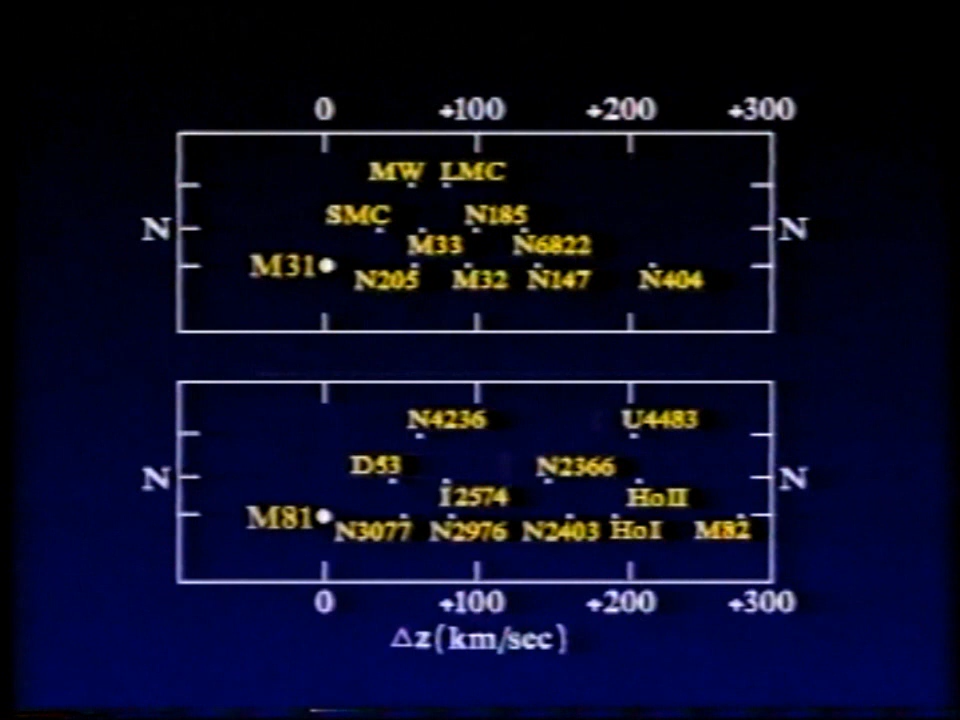 0 +100 +200 +300
MW LMC
SMC N185
N N
M33 N6822
M31 N205 M32 N147 N404
N4236 U4483
D53 N2366
N N
I2574 HoII
M81 N3077 N2976 N2403 HoI M82
0 +100 +200 +300
Δz(km/sec)